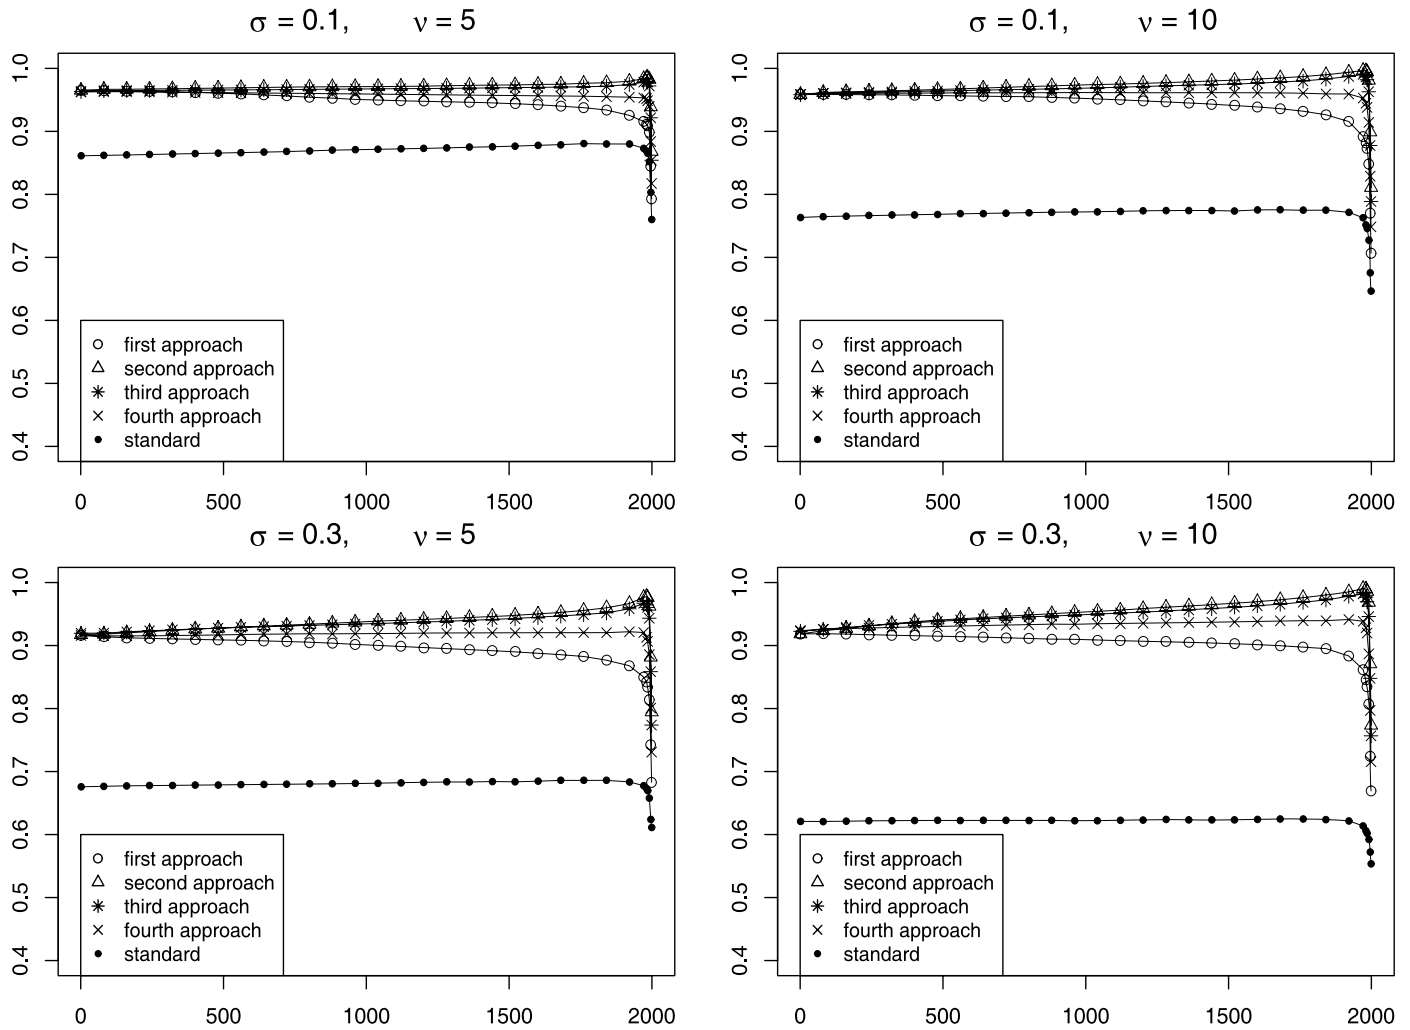 σ = 0.1, ν = 5
1.0
0.9
0.8
0.7
0.6
0.5
0.4
first approach
second approach
third approach
fourth approach
standard
0 500 1000 1500 2000
σ = 0.1, ν = 10
1.0
0.9
0.8
0.7
0.6
0.5
0.4
first approach
second approach
third approach
fourth approach
standard
0 500 1000 1500 2000
σ = 0.3, ν = 5
1.0
0.9
0.8
0.7
0.6
0.5
0.4
first approach
second approach
third approach
fourth approach
standard
0 500 1000 1500 2000
σ = 0.3, ν = 10
1.0
0.9
0.8
0.7
0.6
0.5
0.4
first approach
second approach
third approach
fourth approach
standard
0 500 1000 1500 2000